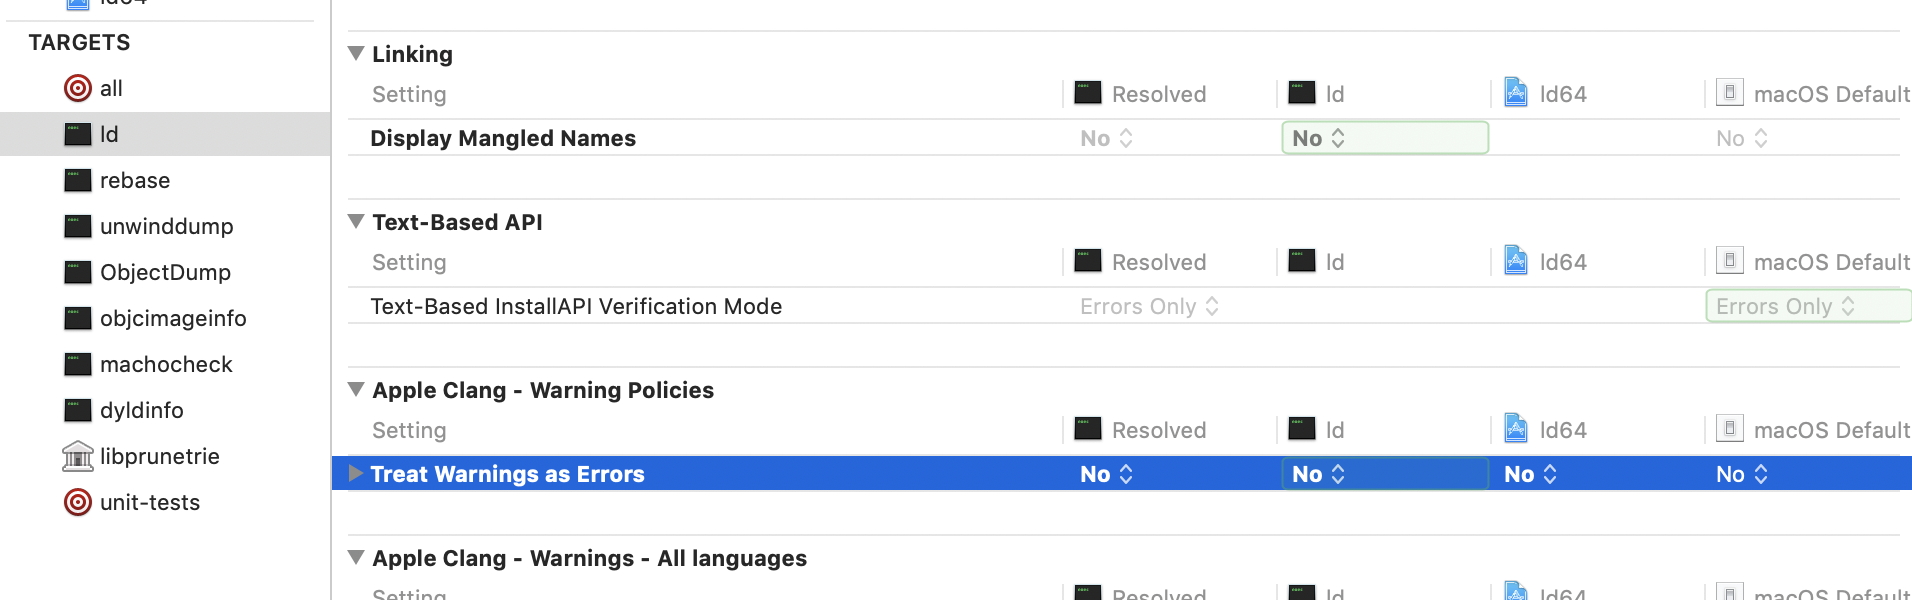 ld64
TARGETS
all
ld
rebase
unwinddump
ObjectDump
objcimageinfo
machocheck
dyldinfo
libprunetrie
unit-tests
Linking
Setting Resolved ld ld64 macOS Default
Display Mangled Names No No No
Text-Based API
Setting Resolved ld ld64 macOS Default
Text-Based InstallAPI Verification Mode Errors Only Errors Only
Apple Clang - Warning Policies
Setting Resolved ld ld64 macOS Default
Treat Warnings as Errors No No No No
Apple Clang - Warnings - All languages
Setting Resolved ld ld64 macOS Default